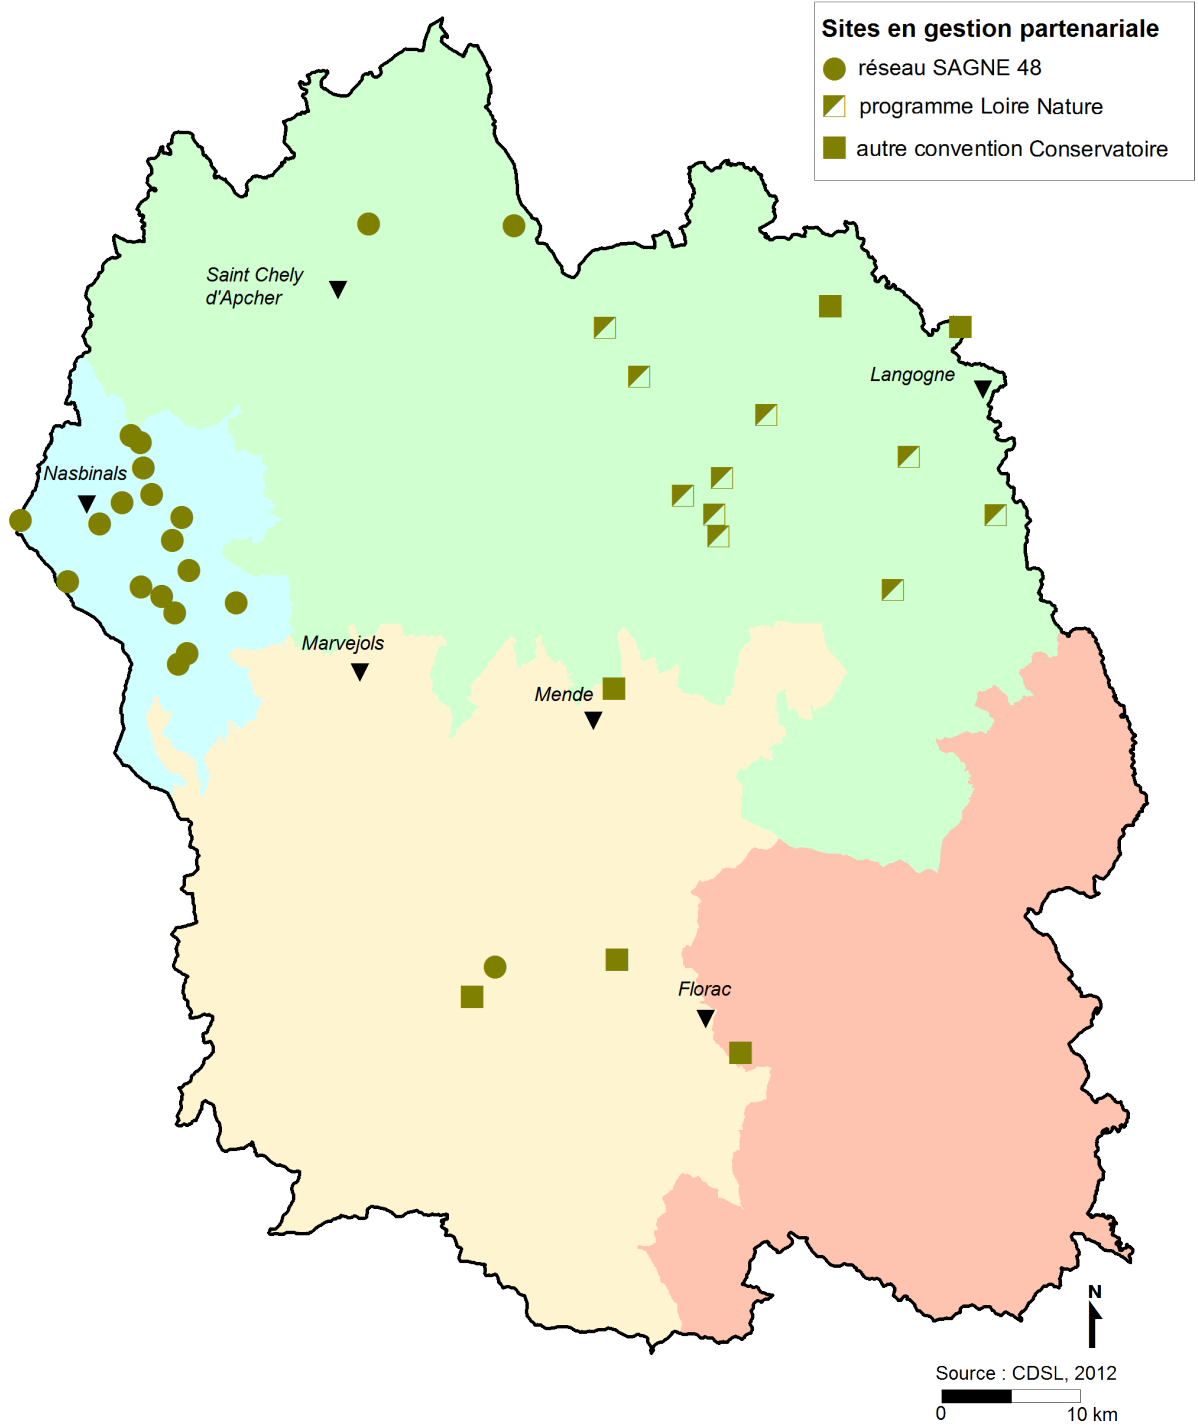 Sites en gestion partenariale
réseau SAGNE 48
programme Loire Nature
autre convention Conservatoire
Saint Chely
d'Apcher
Langogne
Nasbinals
Marvejols
Mende
Florac
N
Source : CDSL, 2012
0 10 km